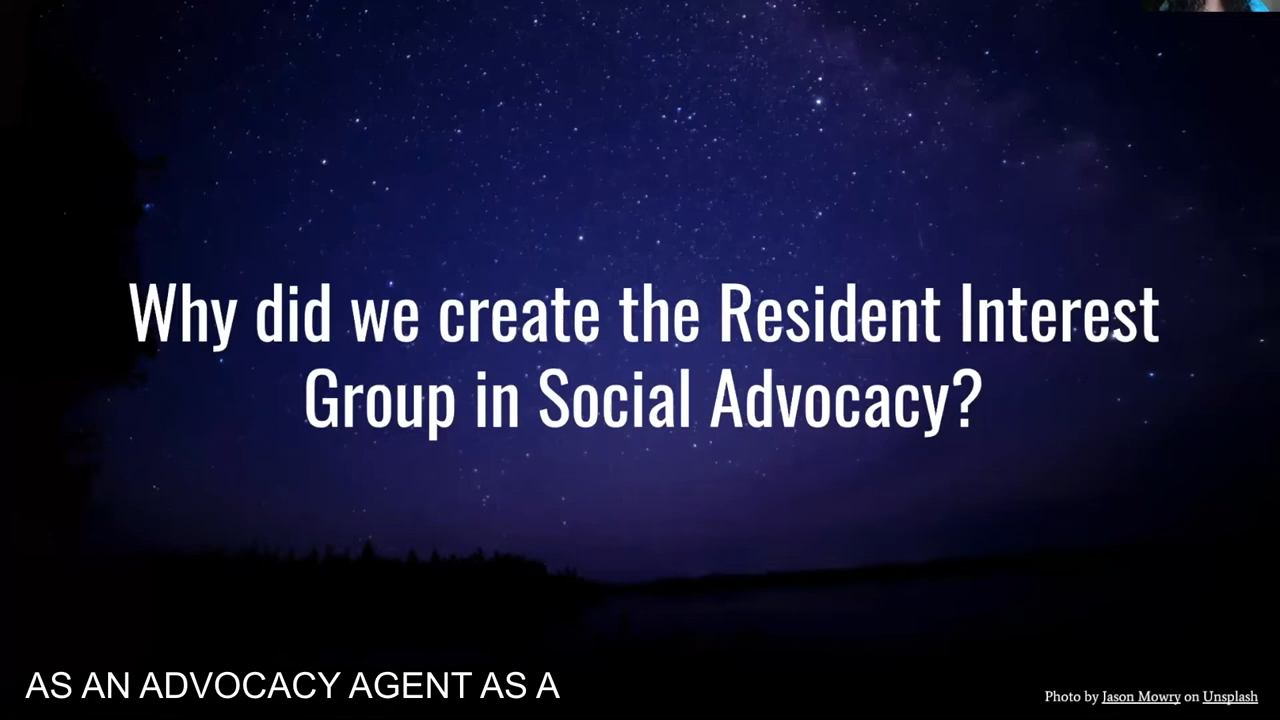 Why did we create the Resident Interest
Group in Social Advocacy?
AS AN ADVOCACY AGENT AS A
Photo by Jason Mowry on Unsplash